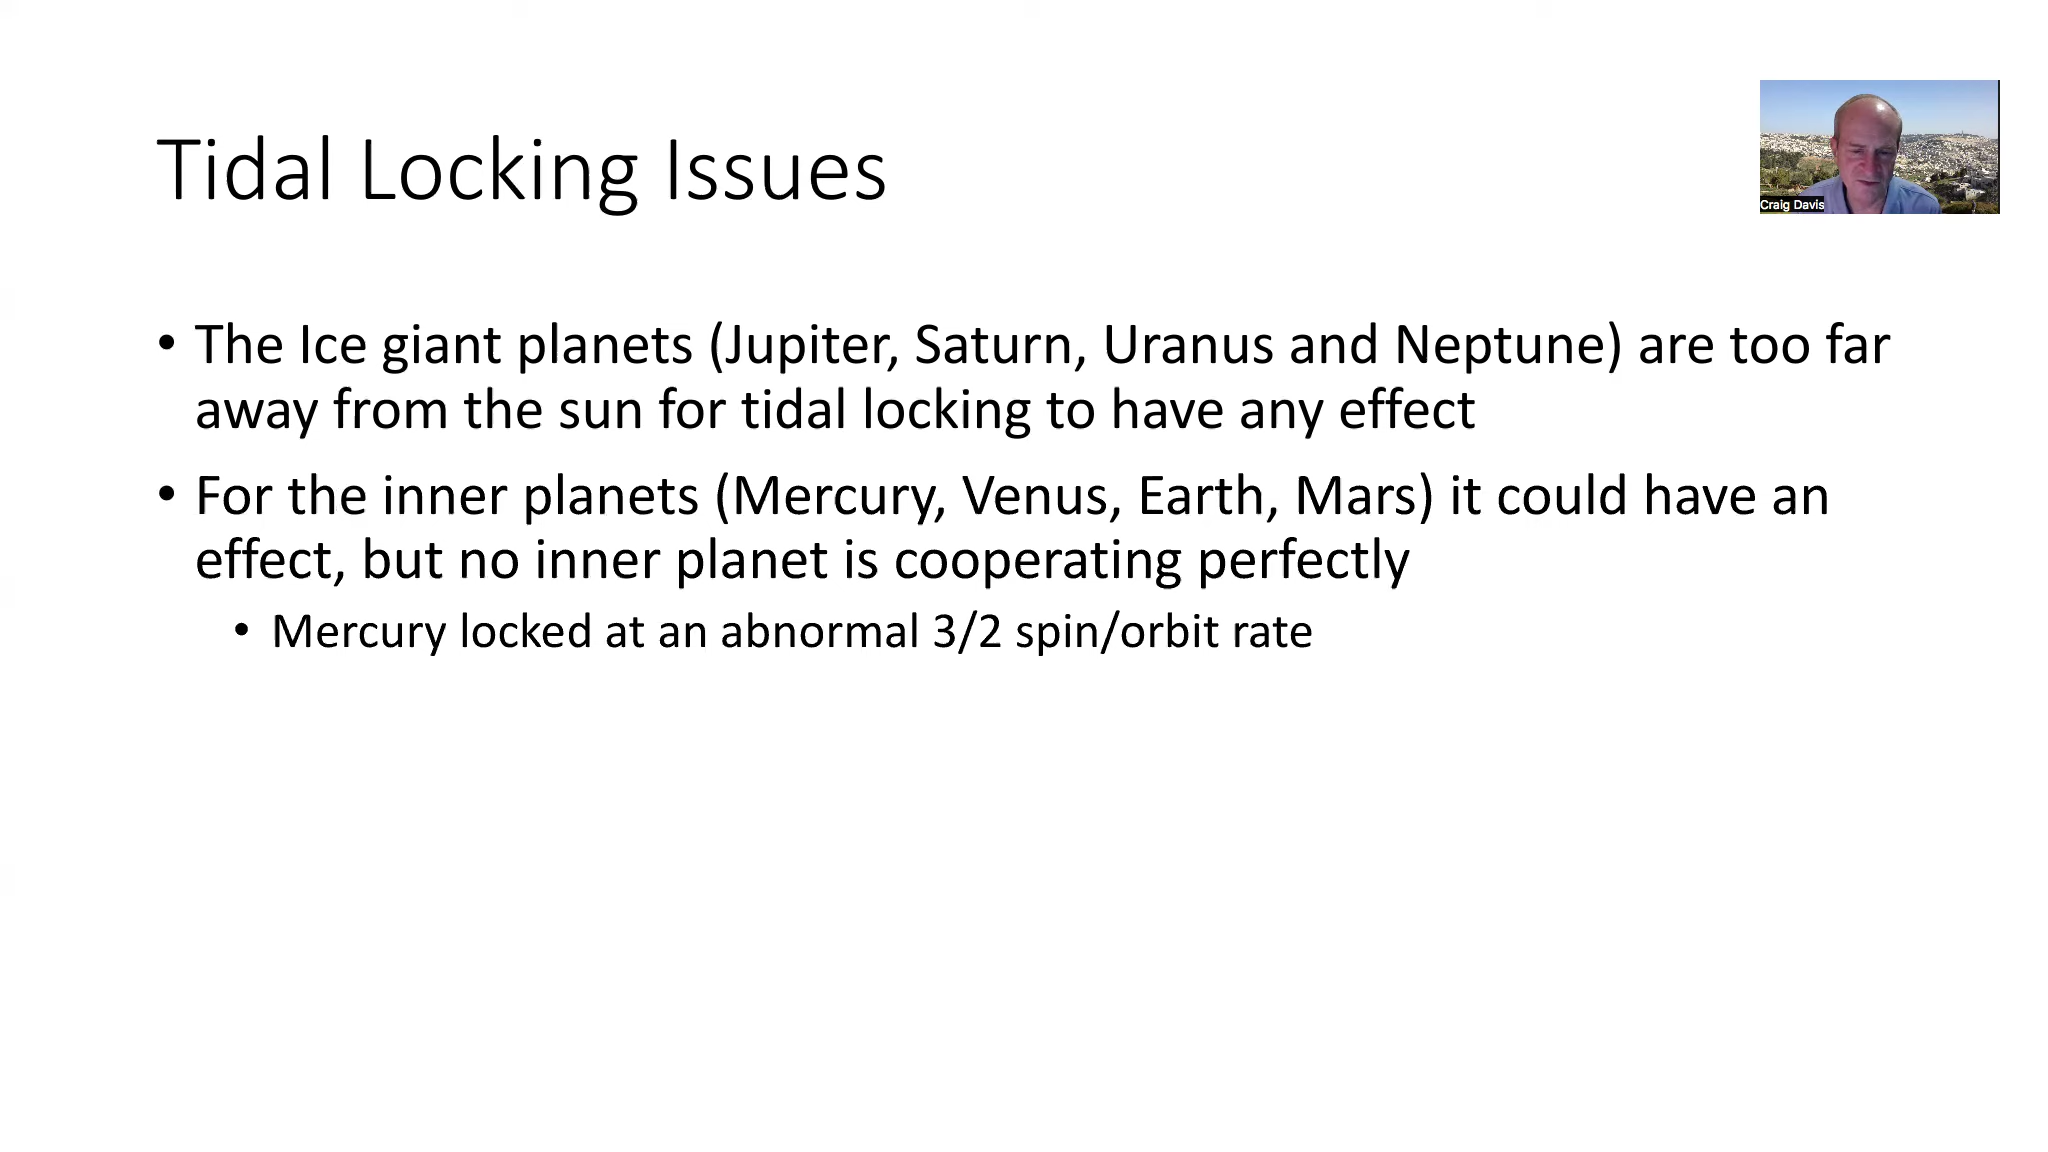 Tidal Locking Issues
Craig Davis
• The Ice giant planets (Jupiter, Saturn, Uranus and Neptune) are too far
away from the sun for tidal locking to have any effect
• For the inner planets (Mercury, Venus, Earth, Mars) it could have an
effect, but no inner planet is cooperating perfectly
• Mercury locked at an abnormal 3/2 spin/orbit rate